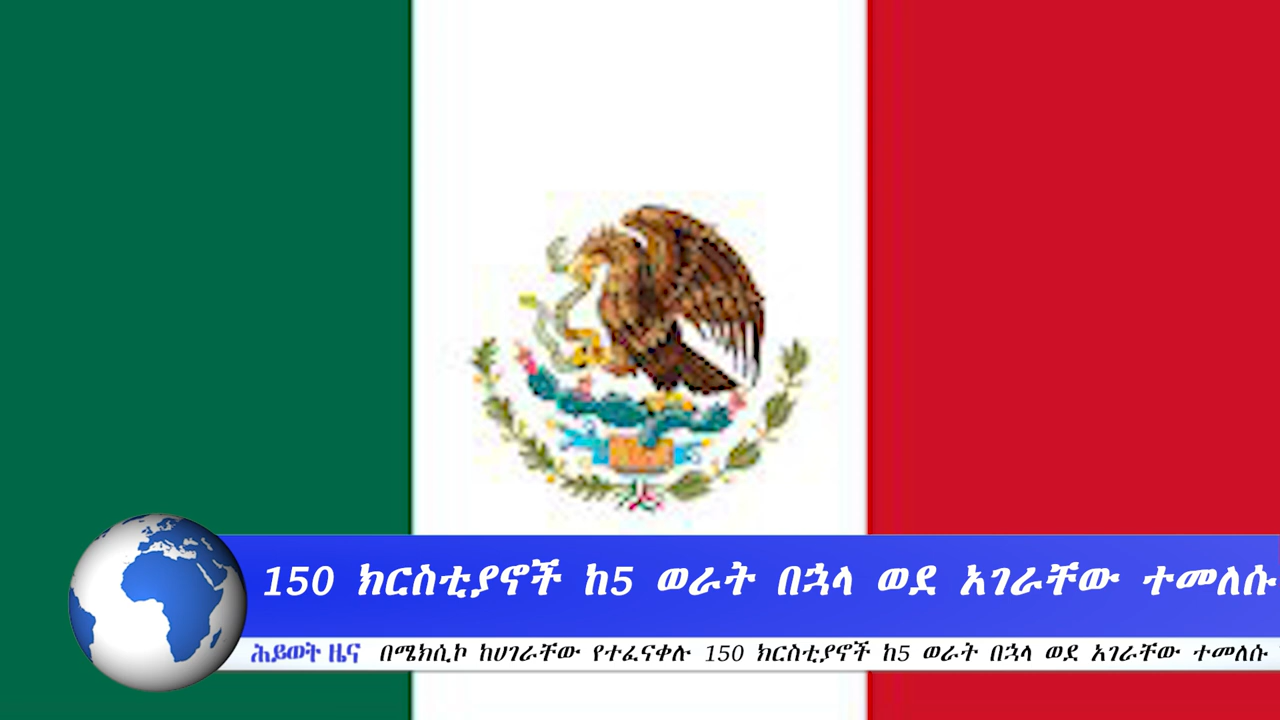 150 ክርስቲያኖች ከ5 ወራት በኋላ ወደ አገራቸው ተመለሱ
ሕይወት ዜና በሜክሲኮ ከሀገራቸው የተፈናቀሉ 150 ክርስቲያኖች ከ5 ወራት በኋላ ወደ አገራቸው ተመለሱ